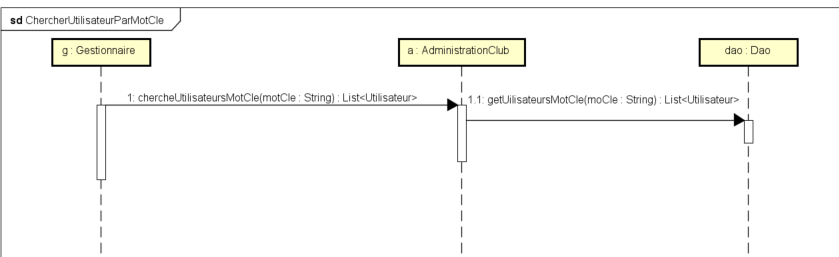 sd ChercherUtilisateurParMotCle
g : Gestionnaire
a : AdministrationClub
dao : Dao
1: chercheUtilisateursMotCle(motCle : String) : List<Utilisateur>
1.1: getUilisateursMotCle(moCle : String) : List<Utilisateur>